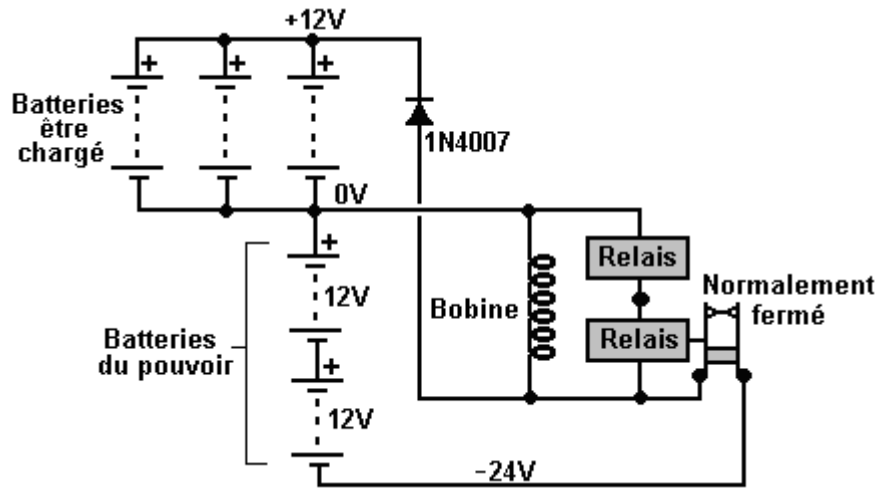 +12V
+
+
+
Batteries
être
chargé
1N4007
0V
+
Relais
Normalement
fermé
12V
Bobine
Batteries
du pouvoir
Relais
+
12V
−24V